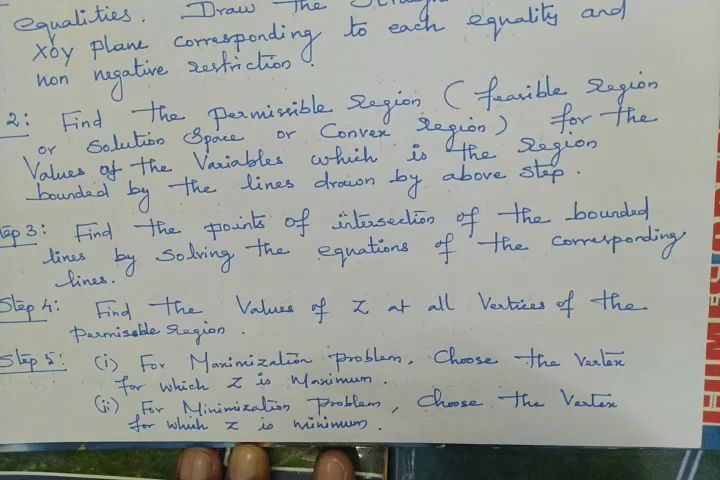 equalities. Draw the
xoy plane corresponding to each equality and
non negative restriction.
2: Find the permissible region (feasible region
or Solution Space or Convex region) for the
Values of the Variables which is the region
bounded by the lines drawn by above step.
tep 3: Find the points of intersection of the bounded
lines by Solving the equations of the corresponding
lines.
Step 4: Find the Values of Z at all Vertices of the
Permissible region.
Step 5: (i) For Maximization problem, Choose the Vertex
for which Z is Maximum.
(ii) For Minimization Problem, choose the Vertex
for which Z is minimum.